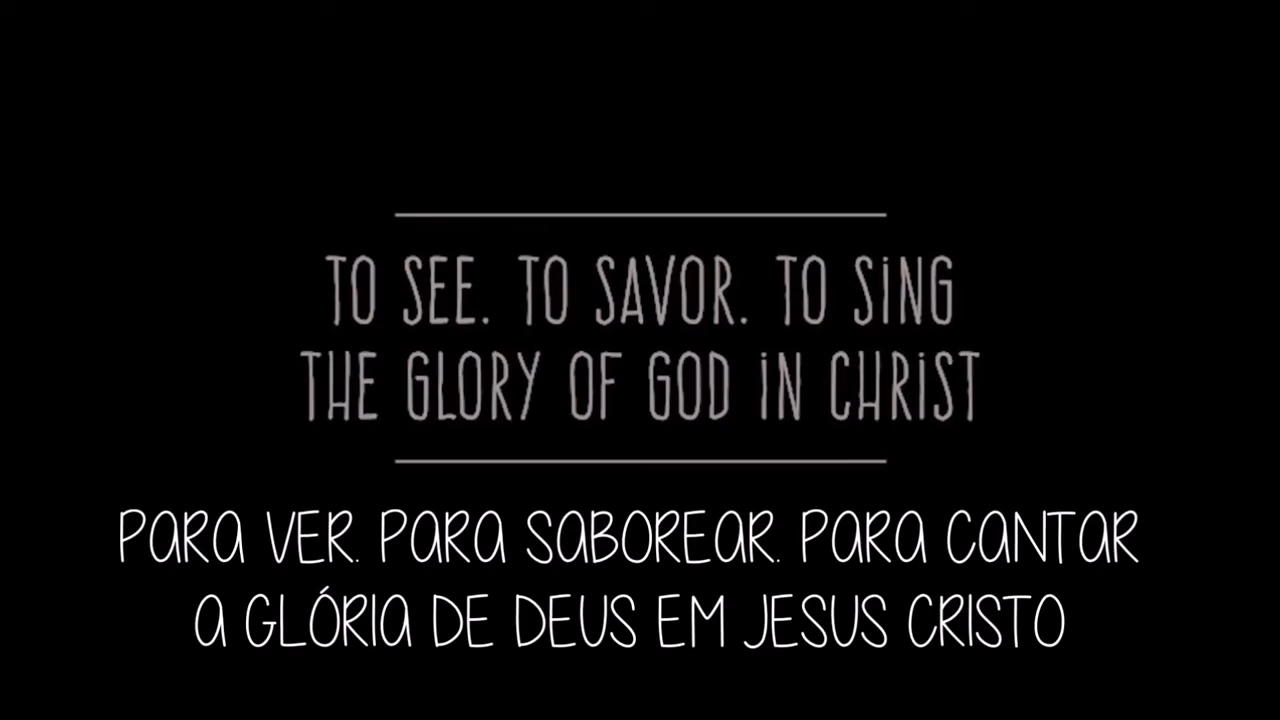 TO SEE. TO SAVOR. TO SING
THE GLORY OF GOD IN CHRIST
PARA VER. PARA SABOREAR. PARA CANTAR
A GLÓRIA DE DEUS EM JESUS CRISTO